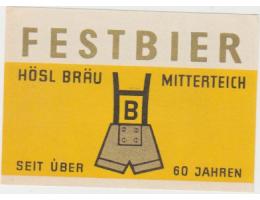 FESTBIER
HÖSL BRÄU MITTERTEICH
B
SEIT ÜBER 60 JAHREN